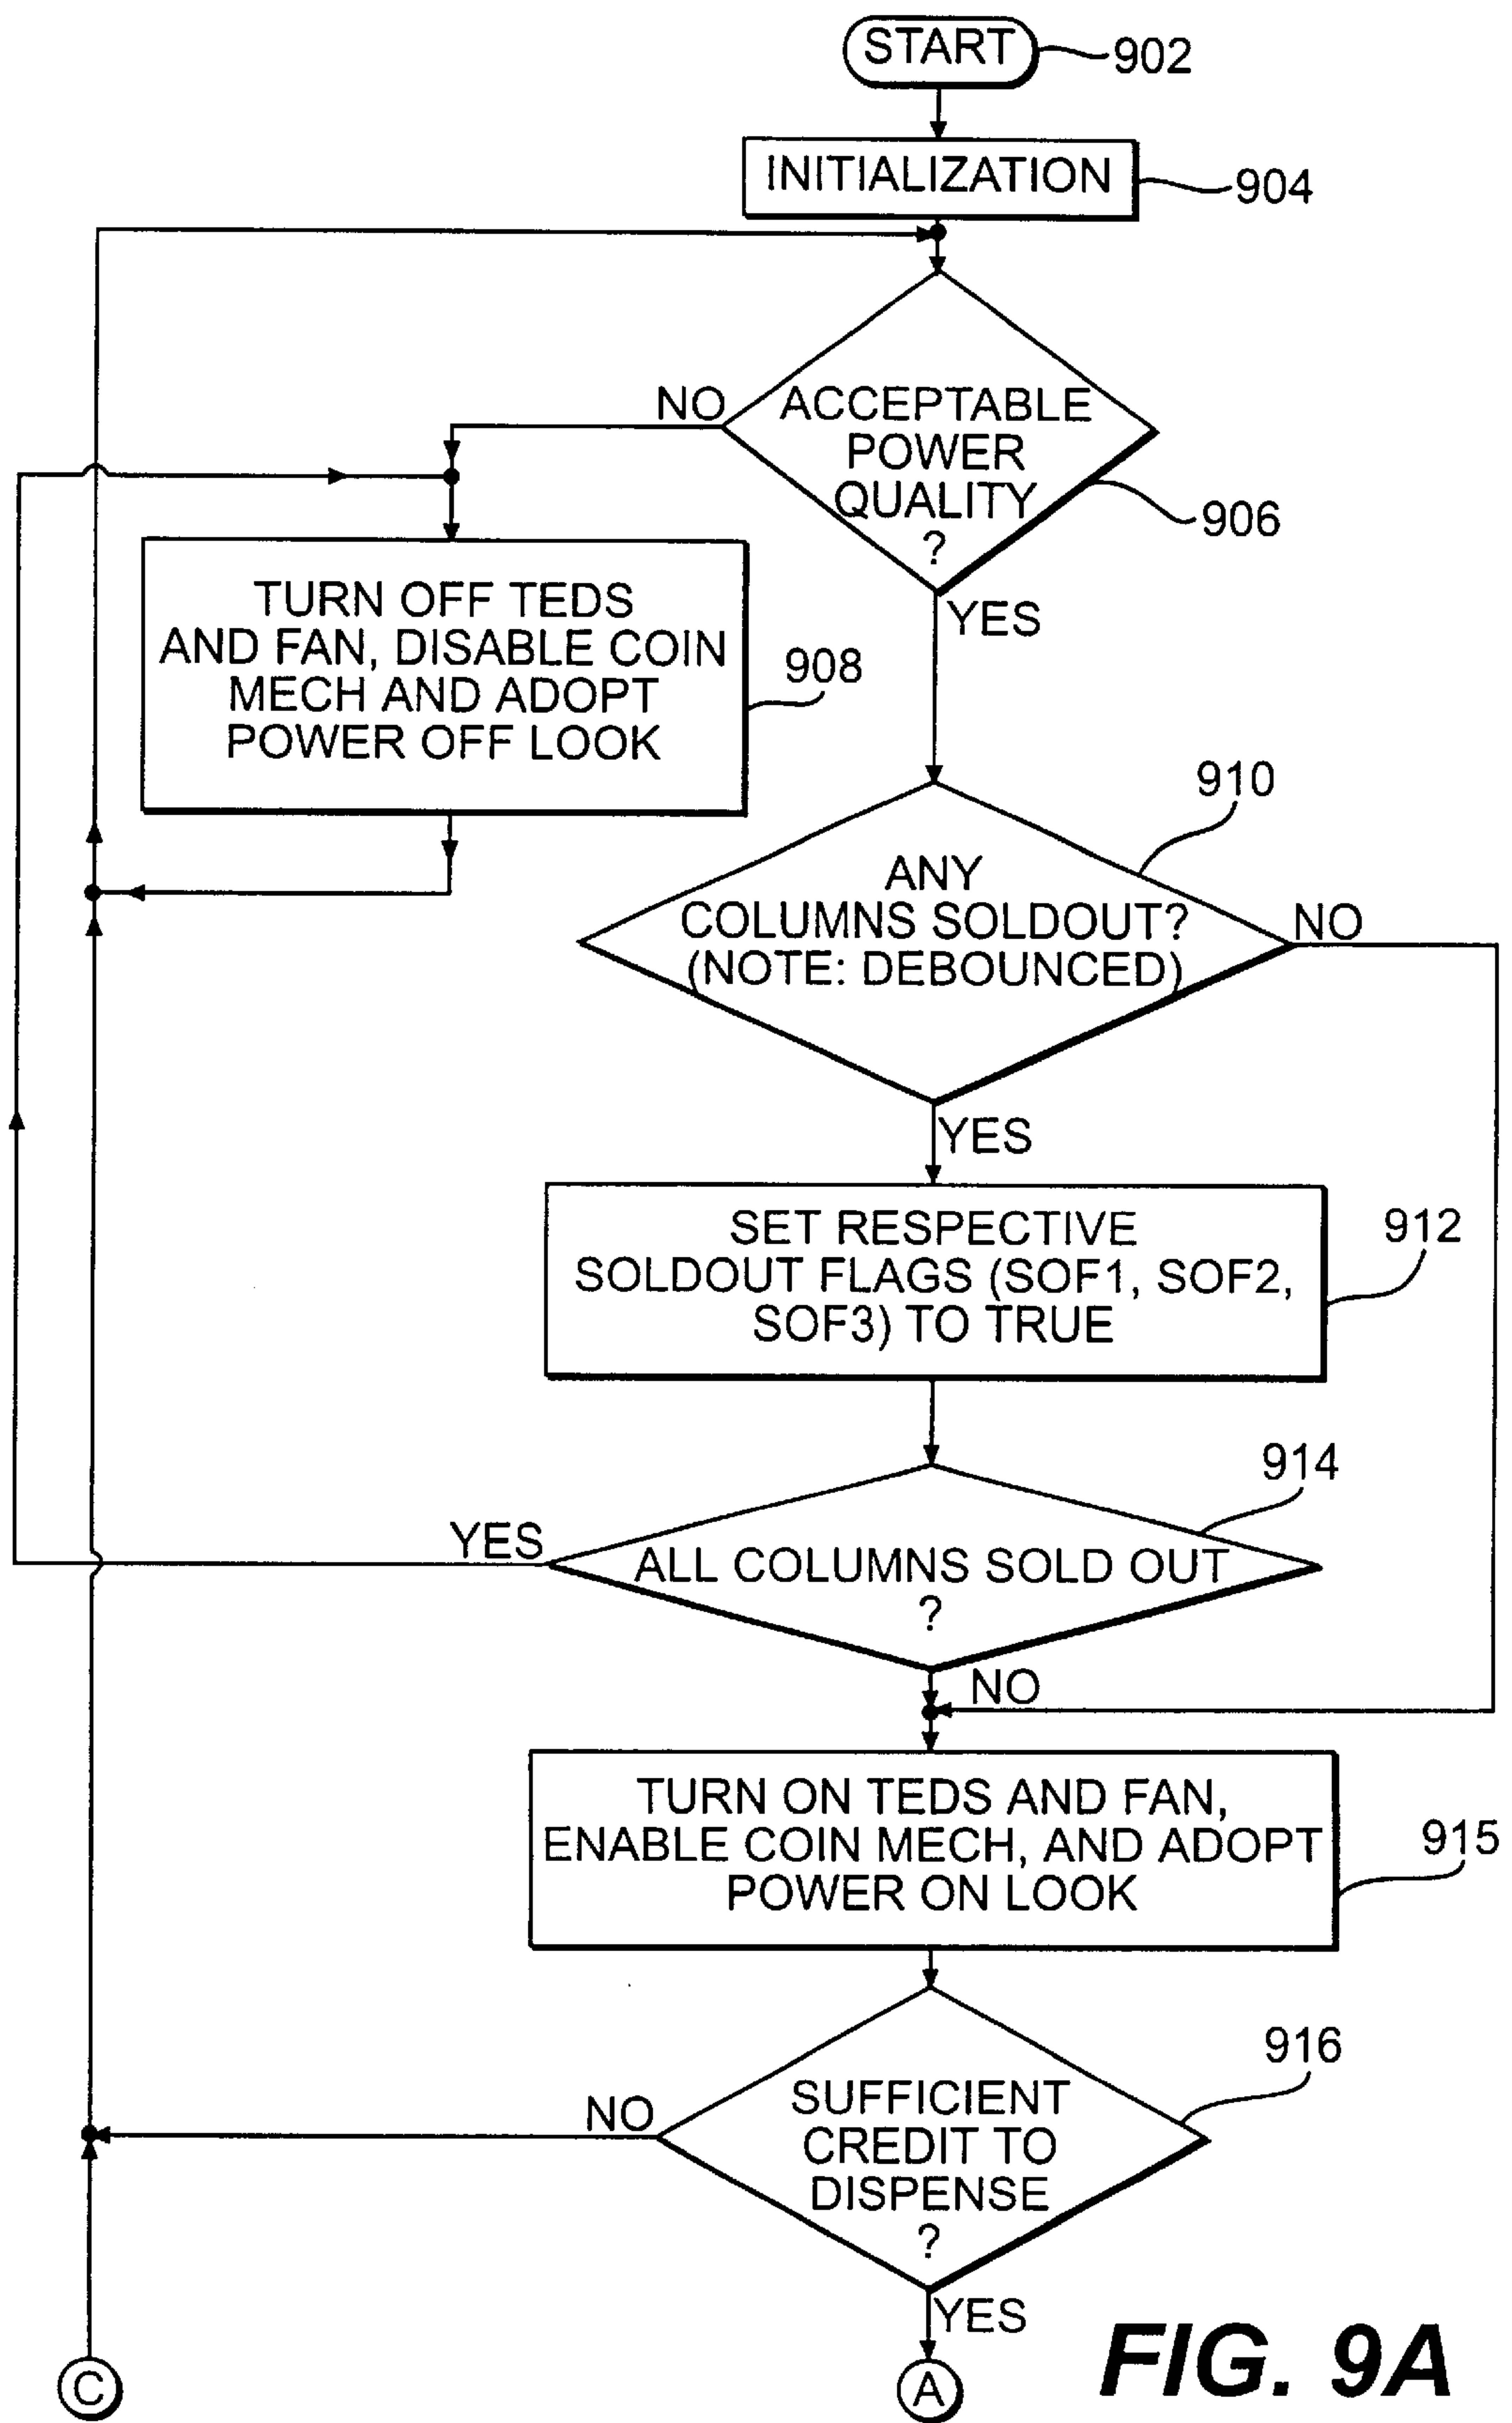 START
902
INITIALIZATION
904
NO
ACCEPTABLE
POWER
QUALITY
?
906
YES
TURN OFF TEDS
AND FAN, DISABLE COIN
MECH AND ADOPT
POWER OFF LOOK
908
910
ANY
COLUMNS SOLDOUT?
(NOTE: DEBOUNCED)
NO
YES
SET RESPECTIVE
SOLDOUT FLAGS (SOF1, SOF2,
SOF3) TO TRUE
912
914
YES
ALL COLUMNS SOLD OUT
?
NO
TURN ON TEDS AND FAN,
ENABLE COIN MECH, AND ADOPT
POWER ON LOOK
915
916
NO
SUFFICIENT
CREDIT TO
DISPENSE
?
YES
C
A
FIG. 9A